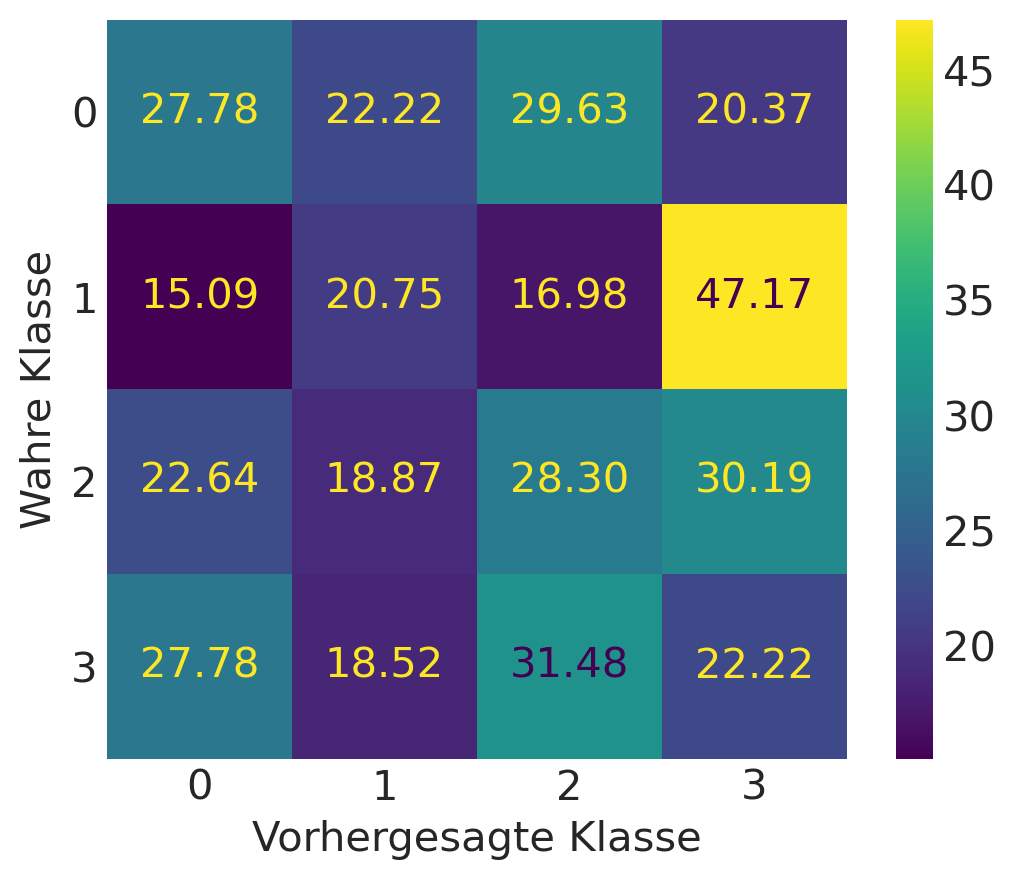 0 27.78 22.22 29.63 20.37
1 15.09 20.75 16.98 47.17
2 22.64 18.87 28.30 30.19
3 27.78 18.52 31.48 22.22
0 1 2 3
Vorhergesagte Klasse
Wahre Klasse
45
40
35
30
25
20